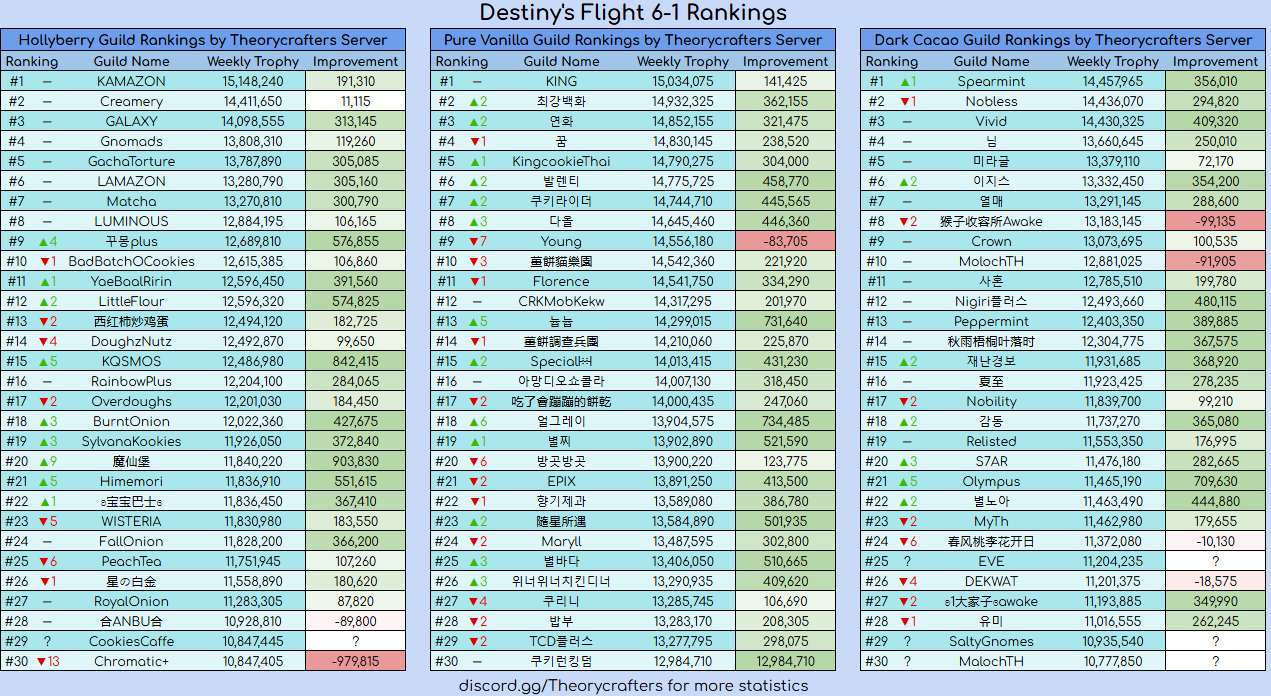 Destiny's Flight 6-1 Rankings
Hollyberry Guild Rankings by Theorycrafters Server
Ranking Guild Name Weekly Trophy Improvement
#1 — KAMAZON 15,148,240 191,310
#2 — Creamery 14,411,650 11,115
#3 — GALAXY 14,098,555 313,145
#4 — Gnomads 13,808,310 119,260
#5 — GachaTorture 13,787,890 305,085
#6 — LAMAZON 13,280,790 305,160
#7 — Matcha 13,270,810 300,790
#8 — LUMINOUS 12,884,195 106,165
#9 ▲4 꾸몽plus 12,689,810 576,855
#10 ▼1 BadBatchOCookies 12,615,385 106,860
#11 ▲1 YaeBaalRirin 12,596,450 391,560
#12 ▲2 LittleFlour 12,596,320 574,825
#13 ▼2 西红柿炒鸡蛋 12,494,120 182,725
#14 ▼4 DoughzNutz 12,492,870 99,650
#15 ▲5 KQSMOS 12,486,980 842,415
#16 — RainbowPlus 12,204,100 284,065
#17 ▼2 Overdoughs 12,201,030 184,450
#18 ▲3 BurntOnion 12,022,360 427,675
#19 ▲3 SylvanaKookies 11,926,050 372,840
#20 ▲9 魔仙堡 11,840,220 903,830
#21 ▲5 Himemori 11,836,910 551,615
#22 ▲1 ʚ宝宝巴士ɞ 11,836,450 367,410
#23 ▼5 WISTERIA 11,830,980 183,550
#24 — FallOnion 11,828,200 366,200
#25 ▼6 PeachTea 11,751,945 107,260
#26 ▼1 星の白金 11,558,890 180,620
#27 — RoyalOnion 11,283,305 87,820
#28 — 合ANBU合 10,928,810 -89,800
#29 ? CookiesCaffe 10,847,445 ?
#30 ▼13 Chromatic+ 10,847,405 -979,815
Pure Vanilla Guild Rankings by Theorycrafters Server
Ranking Guild Name Weekly Trophy Improvement
#1 — KING 15,034,075 141,425
#2 ▲2 최강백화 14,932,325 362,155
#3 ▲2 연화 14,852,155 321,475
#4 ▼1 꿈 14,830,145 238,520
#5 ▲1 KingcookieThai 14,790,275 304,000
#6 ▲2 발렌티 14,775,725 458,770
#7 ▲2 쿠키라이더 14,744,710 445,565
#8 ▲3 다올 14,645,460 446,360
#9 ▼7 Young 14,556,180 -83,705
#10 ▼3 薑餅貓樂園 14,542,360 221,920
#11 ▼1 Florence 14,541,750 334,290
#12 — CRKMobKekw 14,317,295 201,970
#13 ▲5 늡늡 14,299,015 731,640
#14 ▼1 薑餅調查兵團 14,210,060 225,870
#15 ▲2 Special 14,013,415 431,230
#16 — 아망디오쇼콜라 14,007,130 318,450
#17 ▼2 吃了會蹦蹦的餅乾 14,000,435 247,060
#18 ▲6 얼그레이 13,904,575 734,485
#19 ▲1 별찌 13,902,890 521,590
#20 ▼6 방곳방곳 13,900,220 123,775
#21 ▼2 EPIX 13,891,250 413,500
#22 ▼1 향기제과 13,589,080 386,780
#23 ▲2 隨星所遇 13,584,890 501,935
#24 ▼2 Maryll 13,487,595 302,800
#25 ▲3 별바다 13,406,050 510,665
#26 ▲3 위너위너치킨디너 13,290,935 409,620
#27 ▼4 쿠리니 13,285,745 106,690
#28 ▼2 밥부 13,283,170 208,305
#29 ▼2 TCD플러스 13,277,795 298,075
#30 — 쿠키런킹덤 12,984,710 12,984,710
Dark Cacao Guild Rankings by Theorycrafters Server
Ranking Guild Name Weekly Trophy Improvement
#1 ▲1 Spearmint 14,457,965 356,010
#2 ▼1 Nobless 14,436,070 294,820
#3 — Vivid 14,430,325 409,320
#4 — 님 13,660,645 250,010
#5 — 미라클 13,379,110 72,170
#6 ▲2 이지스 13,332,450 354,200
#7 — 열매 13,291,145 288,600
#8 ▼2 猴子收容所Awake 13,183,145 -99,135
#9 — Crown 13,073,695 100,535
#10 — MolochTH 12,881,025 -91,905
#11 — 사혼 12,785,510 199,780
#12 — Nigiri플러스 12,493,660 480,115
#13 — Peppermint 12,403,350 389,885
#14 — 秋雨梧桐叶落时 12,304,775 367,575
#15 ▲2 재난경보 11,931,685 368,920
#16 — 夏至 11,923,425 278,235
#17 ▼2 Nobility 11,839,700 99,210
#18 ▲2 감동 11,737,270 365,080
#19 — Relisted 11,553,350 176,995
#20 ▲3 S7AR 11,476,180 282,665
#21 ▲5 Olympus 11,465,190 709,630
#22 ▲2 별노아 11,463,490 444,880
#23 ▼2 MyTh 11,462,980 179,655
#24 ▼6 春风桃李花开日 11,372,080 -10,130
#25 ? EVE 11,204,235 ?
#26 ▼4 DEKWAT 11,201,375 -18,575
#27 ▼2 ʚ1大家子ɞawake 11,193,885 349,990
#28 ▼1 유미 11,016,555 262,245
#29 ? SaltyGnomes 10,935,540 ?
#30 ? MalochTH 10,777,850 ?
discord.gg/Theorycrafters for more statistics